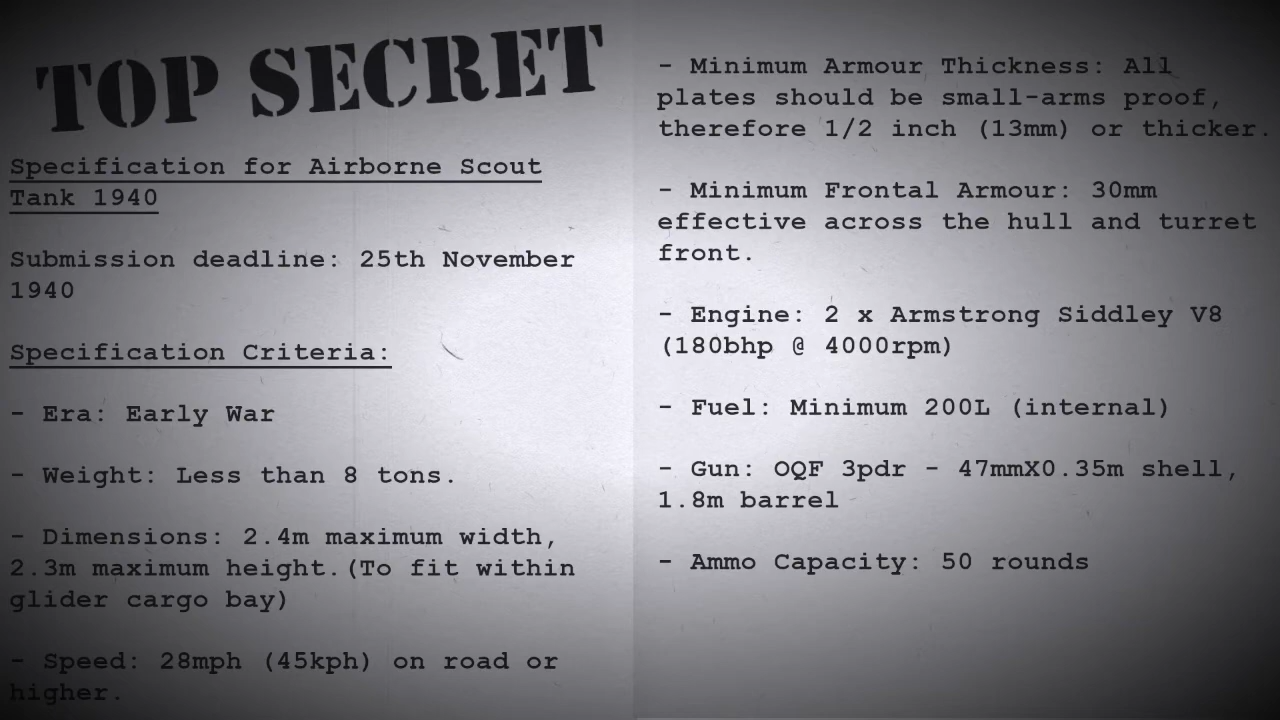 TOP SECRET
Specification for Airborne Scout
Tank 1940
Submission deadline: 25th November
1940
Specification Criteria:
- Era: Early War
- Weight: Less than 8 tons.
- Dimensions: 2.4m maximum width,
2.3m maximum height.(To fit within
glider cargo bay)
- Speed: 28mph (45kph) on road or
higher.
- Minimum Armour Thickness: All
plates should be small-arms proof,
therefore 1/2 inch (13mm) or thicker.
- Minimum Frontal Armour: 30mm
effective across the hull and turret
front.
- Engine: 2 x Armstrong Siddley V8
(180bhp @ 4000rpm)
- Fuel: Minimum 200L (internal)
- Gun: OQF 3pdr - 47mmX0.35m shell,
1.8m barrel
- Ammo Capacity: 50 rounds